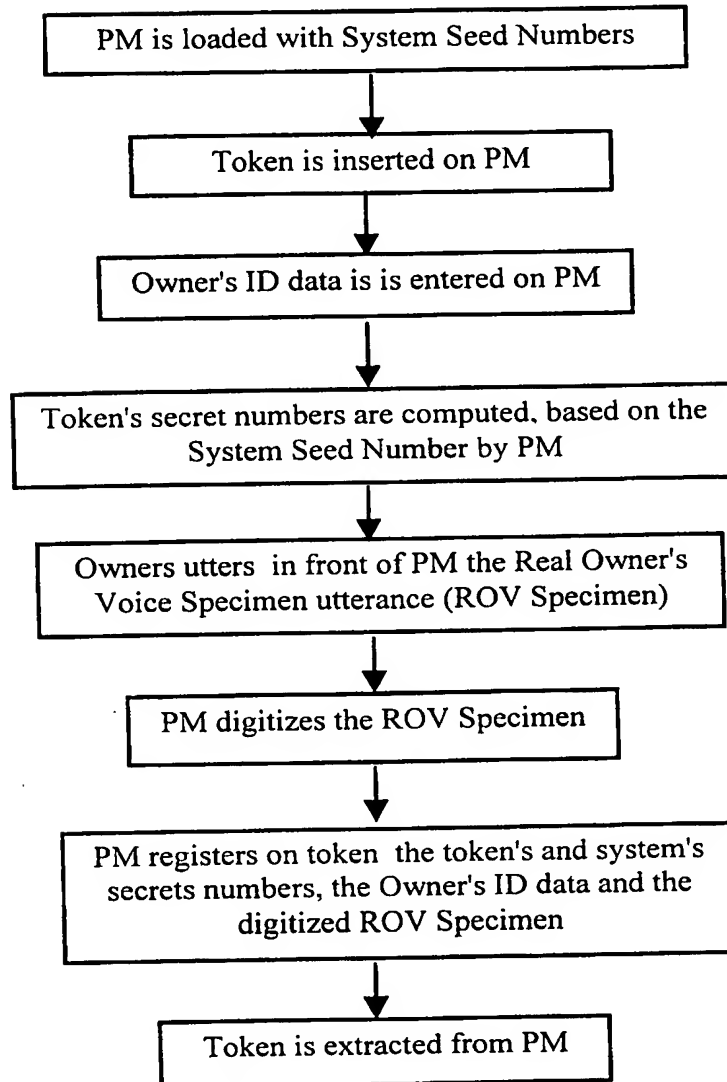 PM is loaded with System Seed Numbers
Token is inserted on PM
Owner's ID data is is entered on PM
Token's secret numbers are computed, based on the
System Seed Number by PM
Owners utters in front of PM the Real Owner's
Voice Specimen utterance (ROV Specimen)
PM digitizes the ROV Specimen
PM registers on token the token's and system's
secrets numbers, the Owner's ID data and the
digitized ROV Specimen
Token is extracted from PM